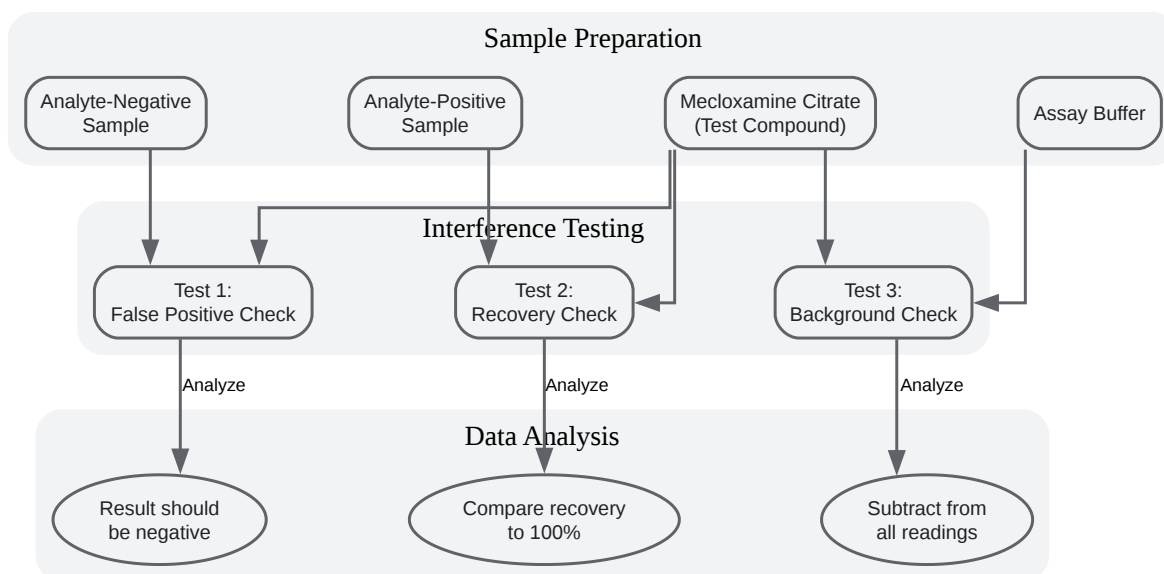 Sample Preparation
Analyte-Negative
Sample
Analyte-Positive
Sample
Mecloxamine Citrate
(Test Compound)
Assay Buffer
Interference Testing
Test 1:
False Positive Check
Test 2:
Recovery Check
Test 3:
Background Check
Analyze
Analyze
Analyze
Data Analysis
Result should
be negative
Compare recovery
to 100%
Subtract from
all readings